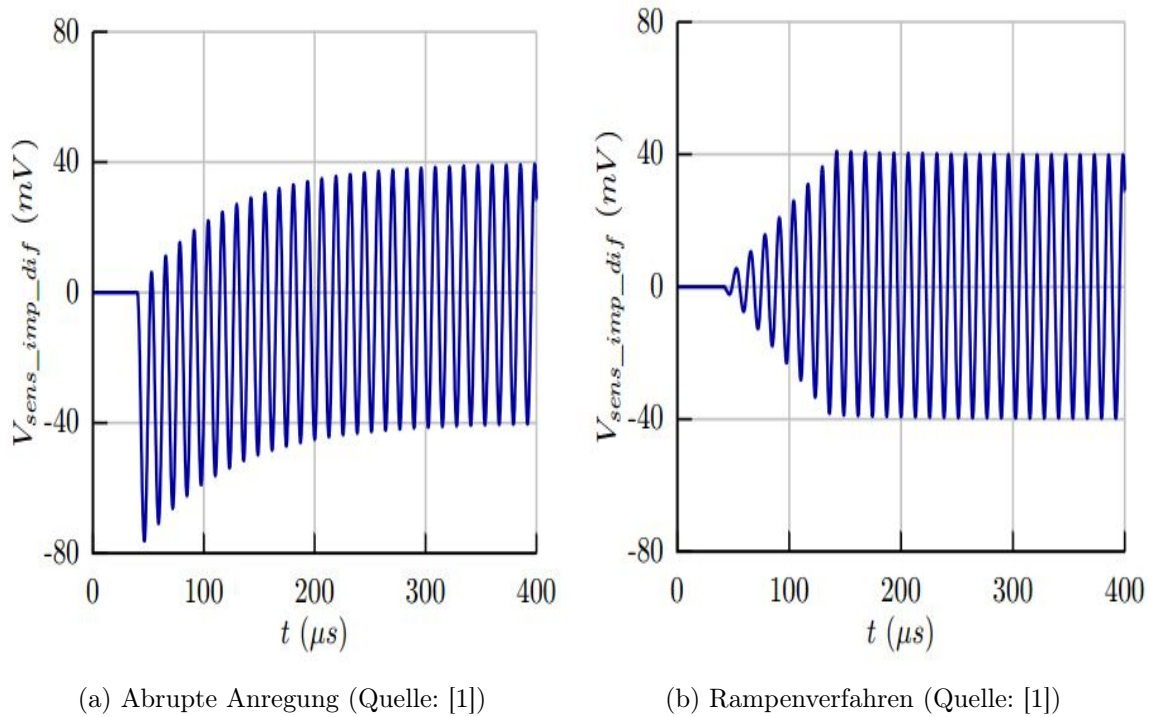 80
40
0
-40
-80
V_sens_imp_dif (mV)
0 100 200 300 400
t (μs)
(a) Abrupte Anregung (Quelle: [1])
80
40
0
-40
-80
V_sens_imp_dif (mV)
0 100 200 300 400
t (μs)
(b) Rampenverfahren (Quelle: [1])